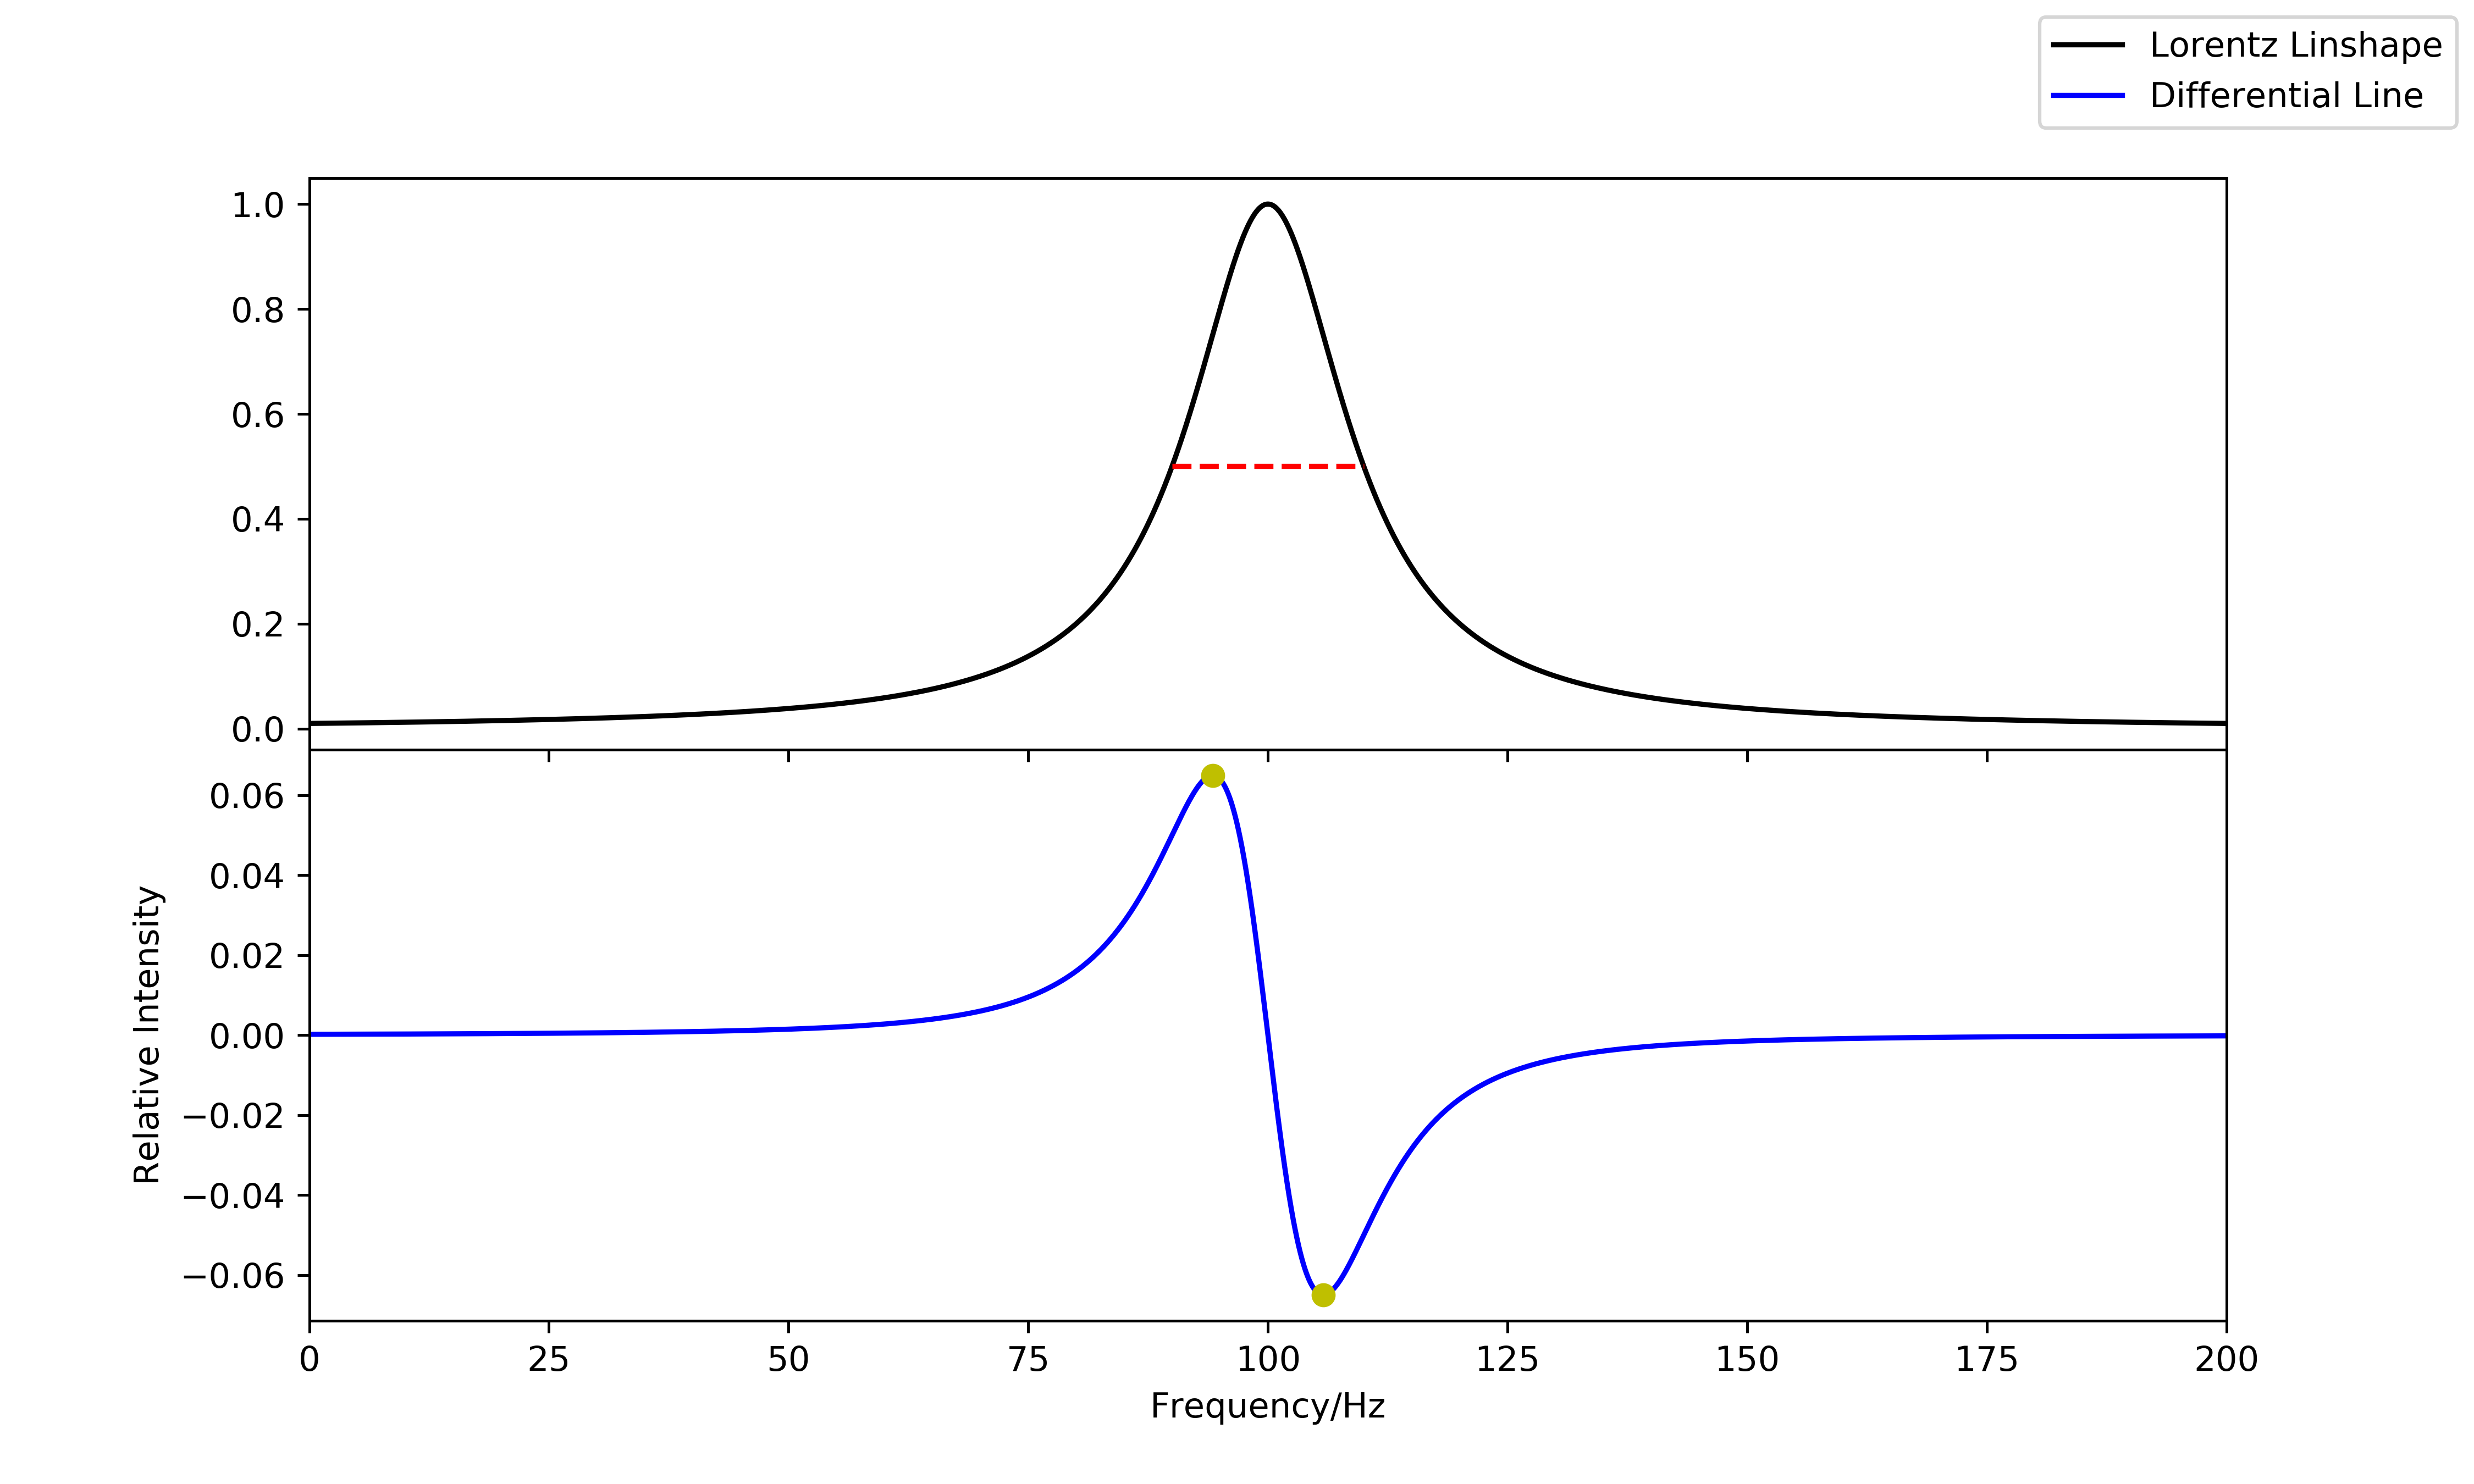 Lorentz Linshape
Differential Line
1.0
0.8
0.6
0.4
0.2
0.0
0.06
0.04
0.02
0.00
−0.02
−0.04
−0.06
Relative Intensity
0 25 50 75 100 125 150 175 200
Frequency/Hz